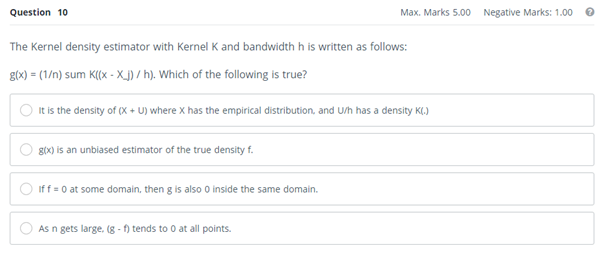 Question 10 Max. Marks 5.00 Negative Marks: 1.00 ?
The Kernel density estimator with Kernel K and bandwidth h is written as follows:
g(x) = (1/n) sum K((x - X_j) / h). Which of the following is true?
It is the density of (X + U) where X has the empirical distribution, and U/h has a density K(.)
g(x) is an unbiased estimator of the true density f.
If f = 0 at some domain, then g is also 0 inside the same domain.
As n gets large, (g - f) tends to 0 at all points.